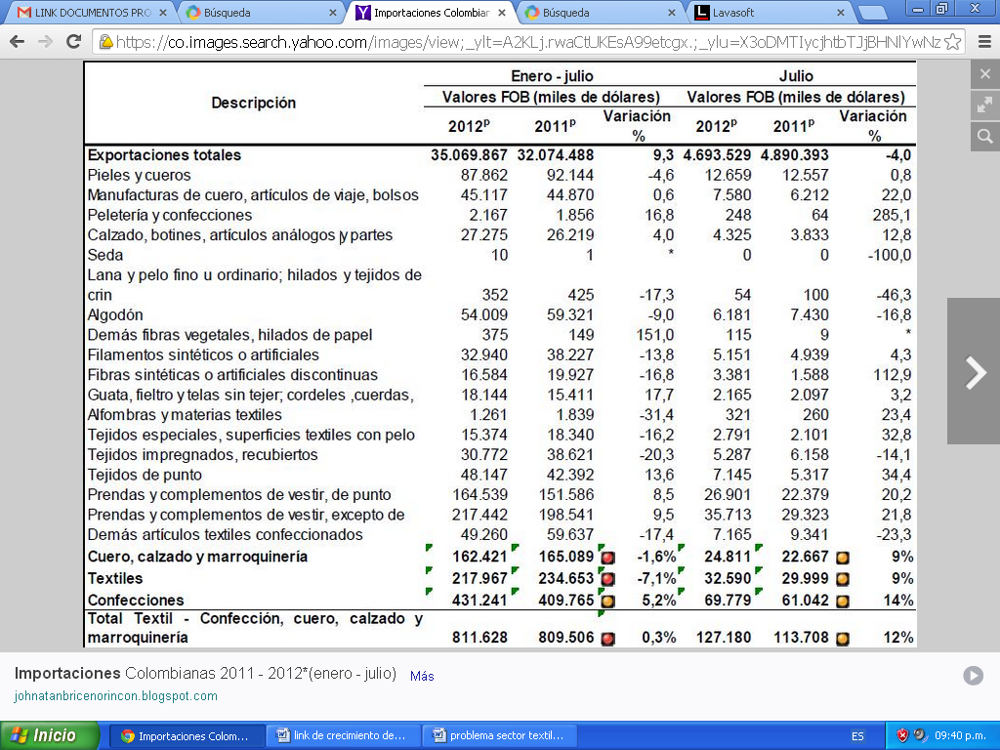 LINK DOCUMENTOS PRO
Búsqueda
Importaciones Colombian
Búsqueda
Lavasoft
https://co.images.search.yahoo.com/images/view;_ylt=A2KLj.rwaCtUKEsA99etcgx.;_ylu=X3oDMTIycjhtbTJjBHNlYwNz
Enero - julio Julio
Descripción Valores FOB (miles de dólares) Valores FOB (miles de dólares)
2012p 2011p Variación % 2012p 2011p Variación %
Exportaciones totales 35.069.867 32.074.488 9,3 4.693.529 4.890.393 -4,0
Pieles y cueros 87.862 92.144 -4,6 12.659 12.557 0,8
Manufacturas de cuero, artículos de viaje, bolsos 45.117 44.870 0,6 7.580 6.212 22,0
Peletería y confecciones 2.167 1.856 16,8 248 64 285,1
Calzado, botines, artículos análogos y partes 27.275 26.219 4,0 4.325 3.833 12,8
Seda 10 1 * 0 0 -100,0
Lana y pelo fino u ordinario; hilados y tejidos de
crin 352 425 -17,3 54 100 -46,3
Algodón 54.009 59.321 -9,0 6.181 7.430 -16,8
Demás fibras vegetales, hilados de papel 375 149 151,0 115 9 *
Filamentos sintéticos o artificiales 32.940 38.227 -13,8 5.151 4.939 4,3
Fibras sintéticas o artificiales discontinuas 16.584 19.927 -16,8 3.381 1.588 112,9
Guata, fieltro y telas sin tejer; cordeles ,cuerdas, 18.144 15.411 17,7 2.165 2.097 3,2
Alfombras y materias textiles 1.261 1.839 -31,4 321 260 23,4
Tejidos especiales, superficies textiles con pelo 15.374 18.340 -16,2 2.791 2.101 32,8
Tejidos impregnados, recubiertos 30.772 38.621 -20,3 5.287 6.158 -14,1
Tejidos de punto 48.147 42.392 13,6 7.145 5.317 34,4
Prendas y complementos de vestir, de punto 164.539 151.586 8,5 26.901 22.379 20,2
Prendas y complementos de vestir, excepto de 217.442 198.541 9,5 35.713 29.323 21,8
Demás artículos textiles confeccionados 49.260 59.637 -17,4 7.165 9.341 -23,3
Cuero, calzado y marroquinería 162.421 165.089 -1,6% 24.811 22.667 9%
Textiles 217.967 234.653 -7,1% 32.590 29.999 9%
Confecciones 431.241 409.765 5,2% 69.779 61.042 14%
Total Textil - Confección, cuero, calzado y
marroquinería 811.628 809.506 0,3% 127.180 113.708 12%
Importaciones Colombianas 2011 - 2012*(enero - julio) Más
johnatanbricenorincon.blogspot.com
Inicio
Importaciones Colom...
link de crecimiento de...
problema sector textil...
ES
09:40 p.m.